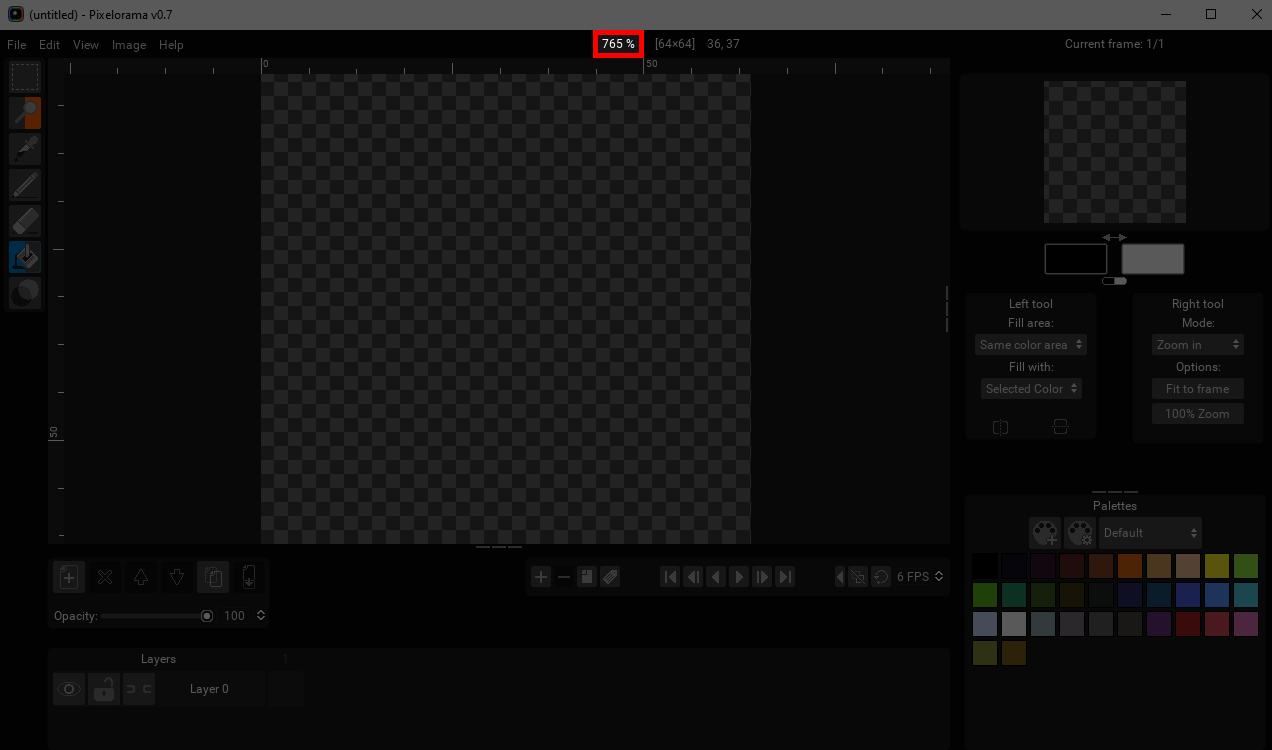 (untitled) - Pixelorama v0.7
File Edit View Image Help
765 % [64×64] 36, 37
Current frame: 1/1
0 50
50
Left tool
Fill area:
Same color area
Fill with:
Selected Color
Right tool
Mode:
Zoom in
Options:
Fit to frame
100% Zoom
Palettes
Default
6 FPS
Opacity: 100
Layers 1
Layer 0